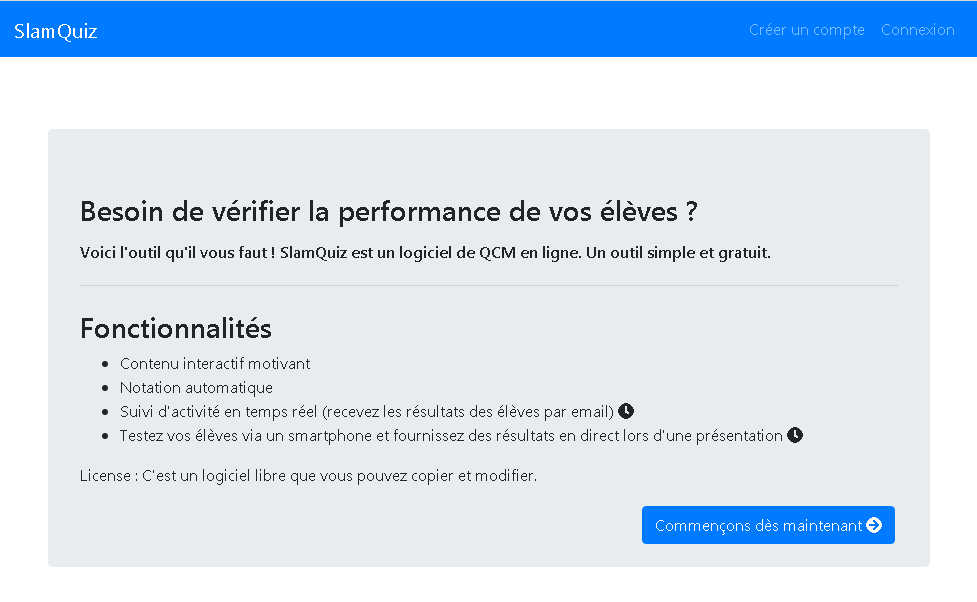 SlamQuiz
Créer un compte
Connexion
Besoin de vérifier la performance de vos élèves ?
Voici l'outil qu'il vous faut ! SlamQuiz est un logiciel de QCM en ligne. Un outil simple et gratuit.
Fonctionnalités
Contenu interactif motivant
Notation automatique
Suivi d'activité en temps réel (recevez les résultats des élèves par email)
Testez vos élèves via un smartphone et fournissez des résultats en direct lors d'une présentation
License : C'est un logiciel libre que vous pouvez copier et modifier.
Commençons dès maintenant